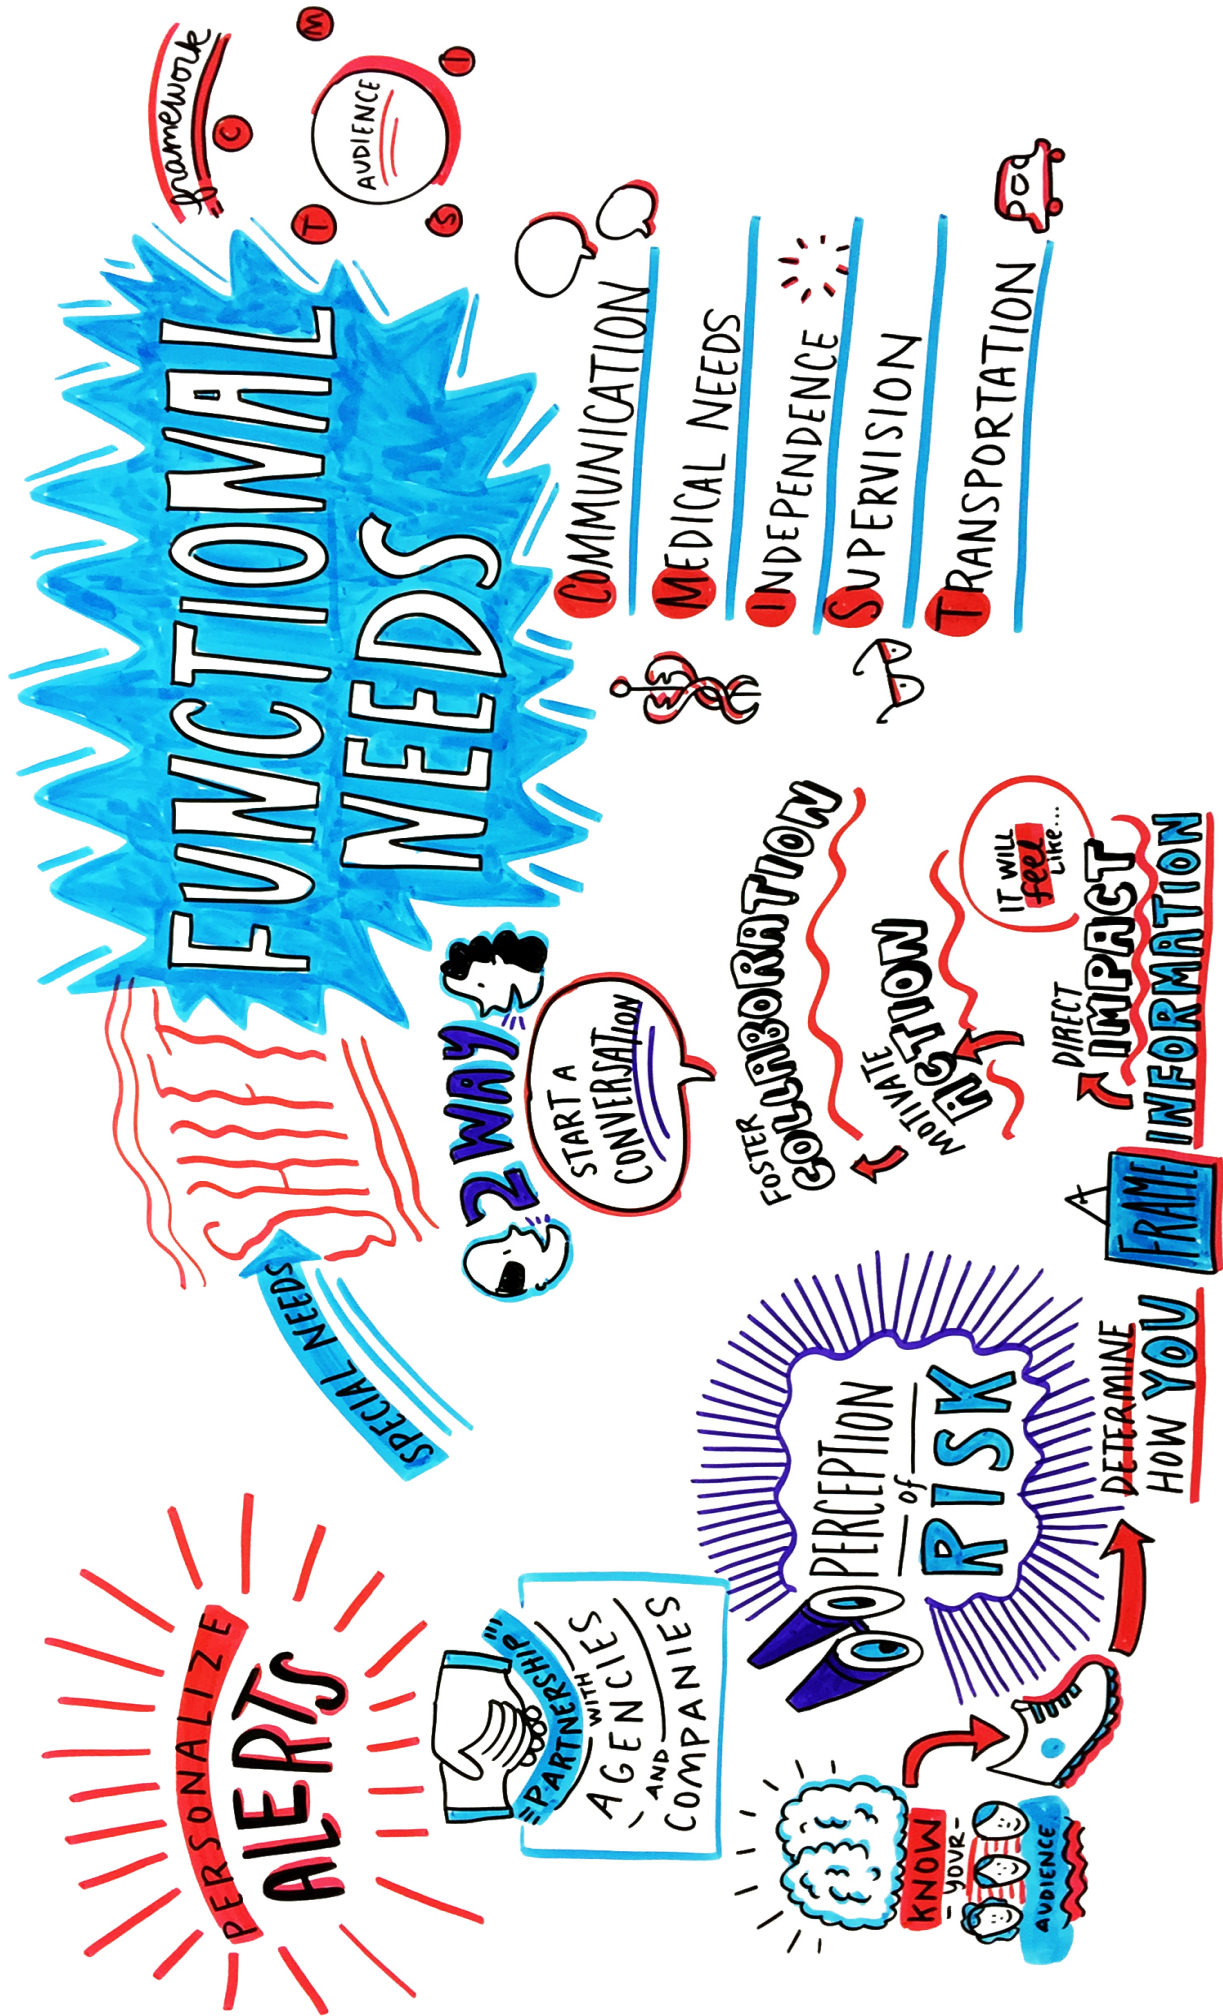 PERSONALIZE
ALERTS
SPECIAL NEEDS
SHIFT
FUNCTIONAL
NEEDS
framework
C
M
I
S
T
AUDIENCE
PARTNERSHIP
WITH
AGENCIES
AND
COMPANIES
2 WAY
START A
CONVERSATION
COMMUNICATION
MEDICAL NEEDS
INDEPENDENCE
SUPERVISION
TRANSPORTATION
POD
KNOW
-YOUR-
AUDIENCE
PERCEPTION
of
RISK
DETERMINE
HOW YOU
FRAME
INFORMATION
DIRECT
IMPACT
IT WILL
feel
LIKE...
MOTIVATE
ACTION
FOSTER
COLLABORATION